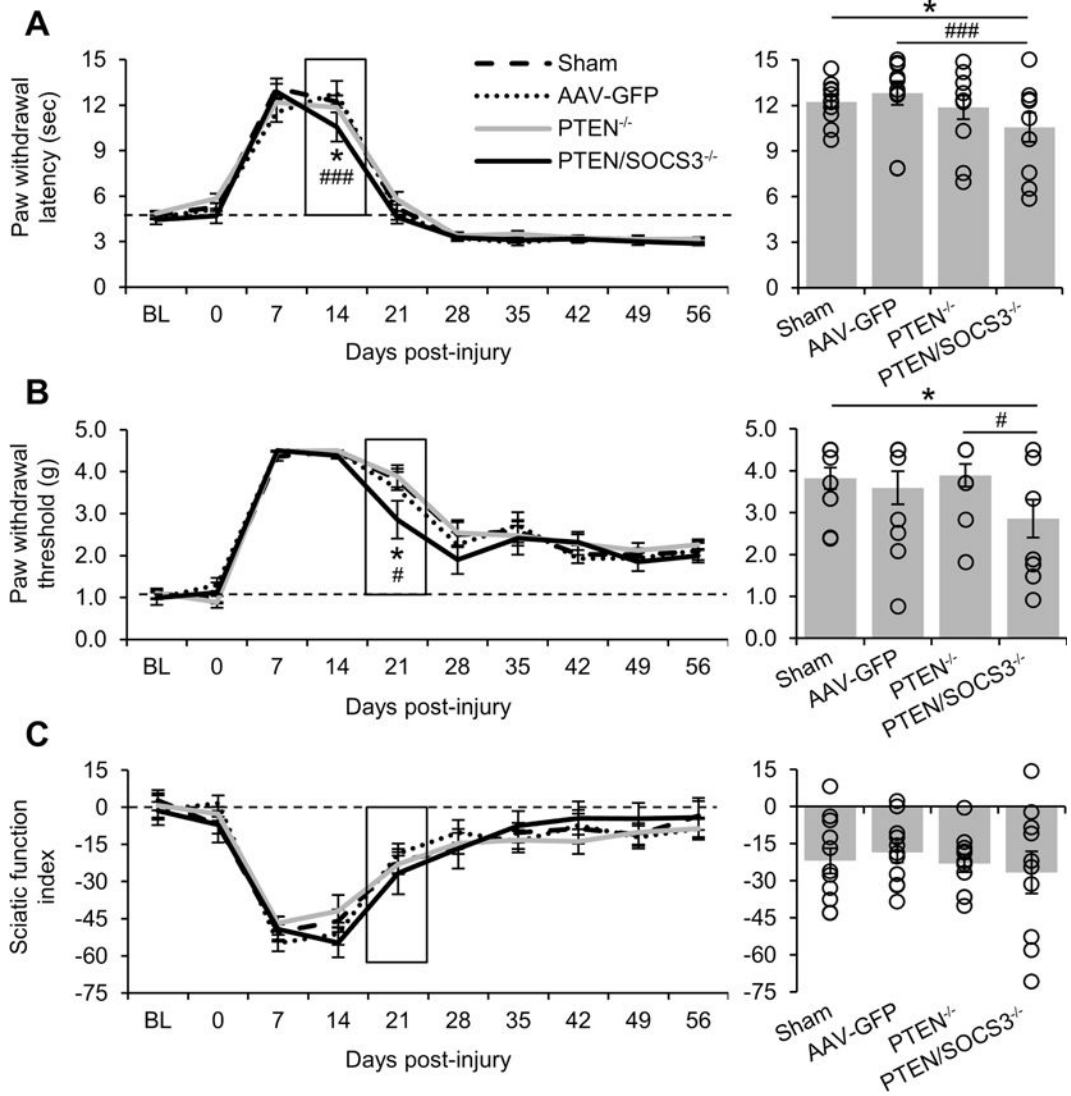 A
Paw withdrawal
latency (sec)
15
12
9
6
3
0
BL 0 7 14 21 28 35 42 49 56
Days post-injury
Sham
AAV-GFP
PTEN-/-
PTEN/SOCS3-/-
*
###
*
###
15
12
9
6
3
0
Sham
AAV-GFP
PTEN-/-
PTEN/SOCS3-/-
B
Paw withdrawal
threshold (g)
5.0
4.0
3.0
2.0
1.0
0.0
BL 0 7 14 21 28 35 42 49 56
Days post-injury
*
#
*
#
5.0
4.0
3.0
2.0
1.0
0.0
Sham
AAV-GFP
PTEN-/-
PTEN/SOCS3-/-
C
Sciatic function
index
15
0
-15
-30
-45
-60
-75
BL 0 7 14 21 28 35 42 49 56
Days post-injury
15
0
-15
-30
-45
-60
-75
Sham
AAV-GFP
PTEN-/-
PTEN/SOCS3-/-